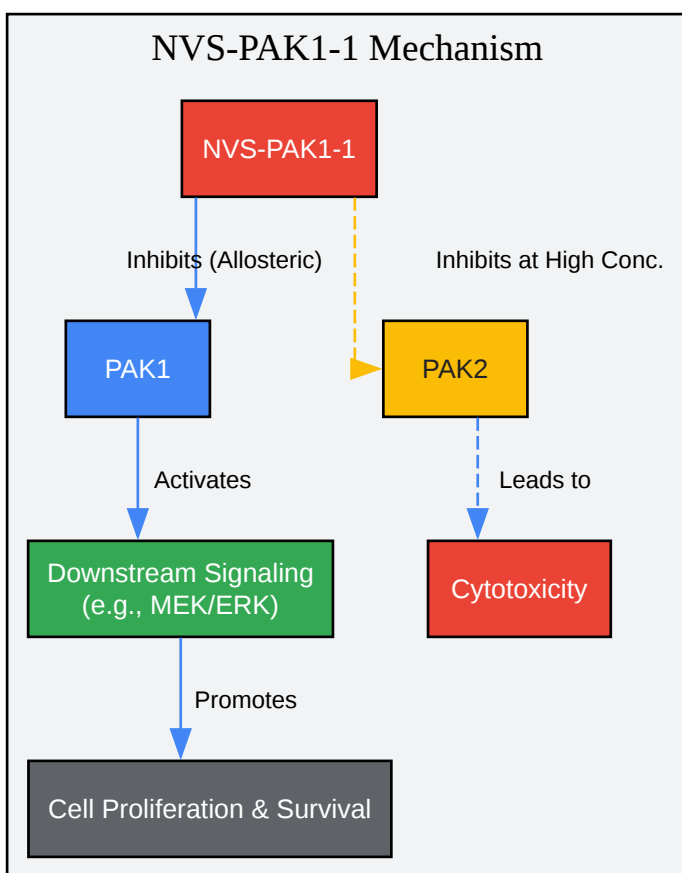 NVS-PAK1-1 Mechanism
NVS-PAK1-1
Inhibits (Allosteric)
Inhibits at High Conc.
PAK1
PAK2
Activates
Leads to
Downstream Signaling
(e.g., MEK/ERK)
Cytotoxicity
Promotes
Cell Proliferation & Survival